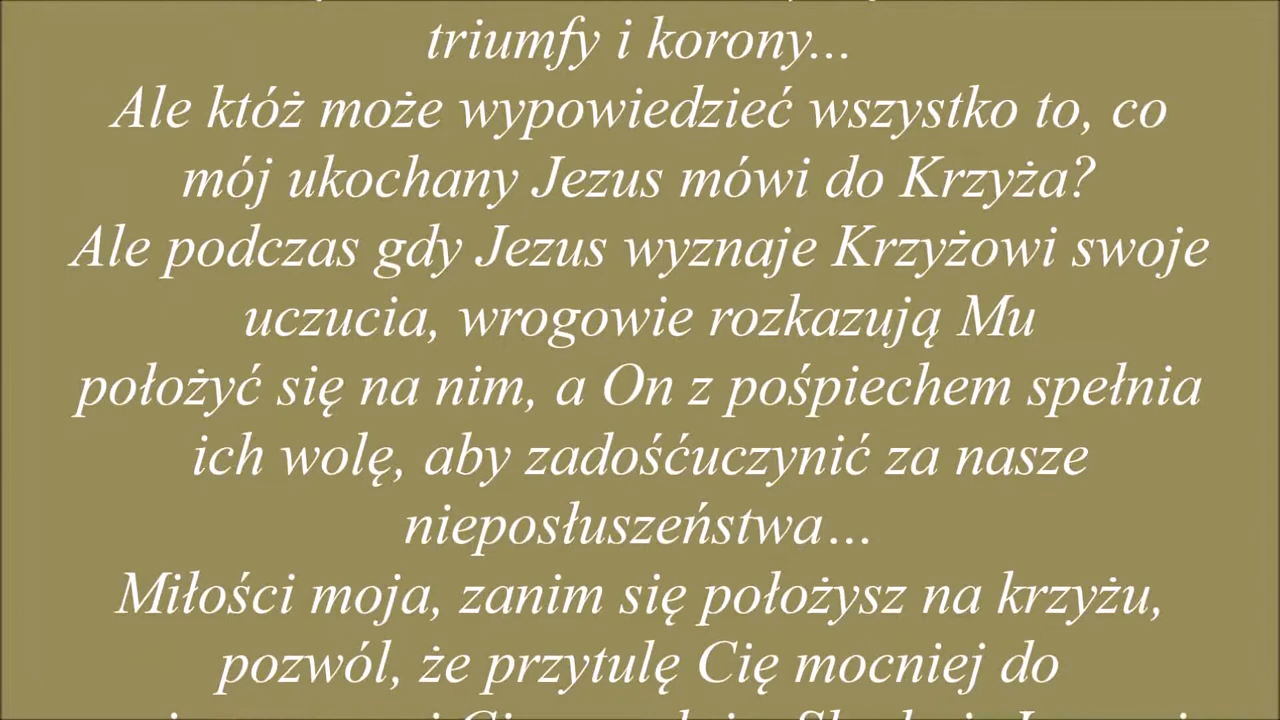 triumfy i korony...
Ale któż może wypowiedzieć wszystko to, co
mój ukochany Jezus mówi do Krzyża?
Ale podczas gdy Jezus wyznaje Krzyżowi swoje
uczucia, wrogowie rozkazują Mu
położyć się na nim, a On z pośpiechem spełnia
ich wolę, aby zadośćuczynić za nasze
nieposłuszeństwa…
Miłości moja, zanim się położysz na krzyżu,
pozwól, że przytulę Cię mocniej do